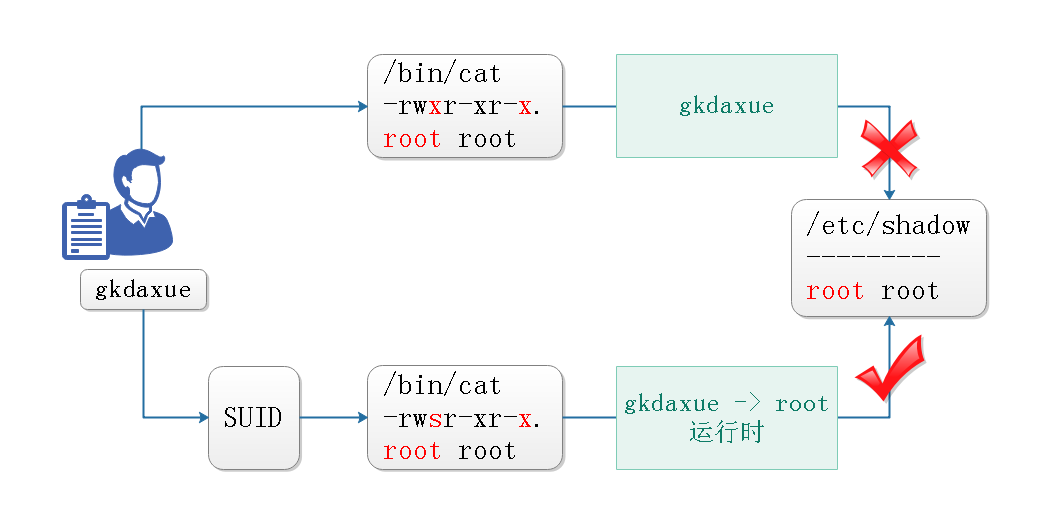 /bin/cat
-rwxr-xr-x.
root root
gkdaxue
/etc/shadow
---------
root root
gkdaxue
SUID
/bin/cat
-rwsr-xr-x.
root root
gkdaxue -> root
运行时